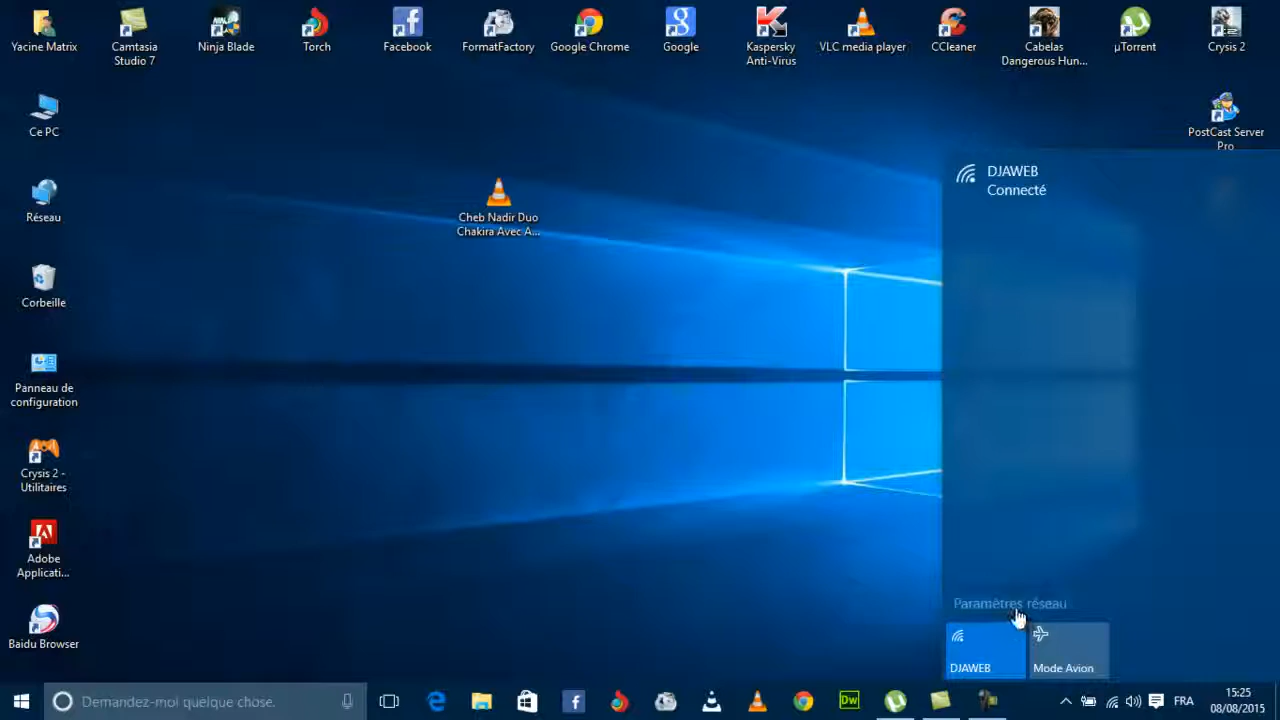 Yacine Matrix
Camtasia
Studio 7
Ninja Blade
Torch
Facebook
FormatFactory
Google Chrome
Google
Kaspersky
Anti-Virus
VLC media player
CCleaner
Cabelas
Dangerous Hun...
µTorrent
Crysis 2
Ce PC
PostCast Server
Pro
DJAWEB
Connecté
Réseau
Cheb Nadir Duo
Chakira Avec A...
Corbeille
Panneau de
configuration
Crysis 2 -
Utilitaires
Adobe
Applicati...
Baidu Browser
Paramètres réseau
DJAWEB
Mode Avion
Demandez-moi quelque chose.
Dw
FRA
15:25
08/08/2015